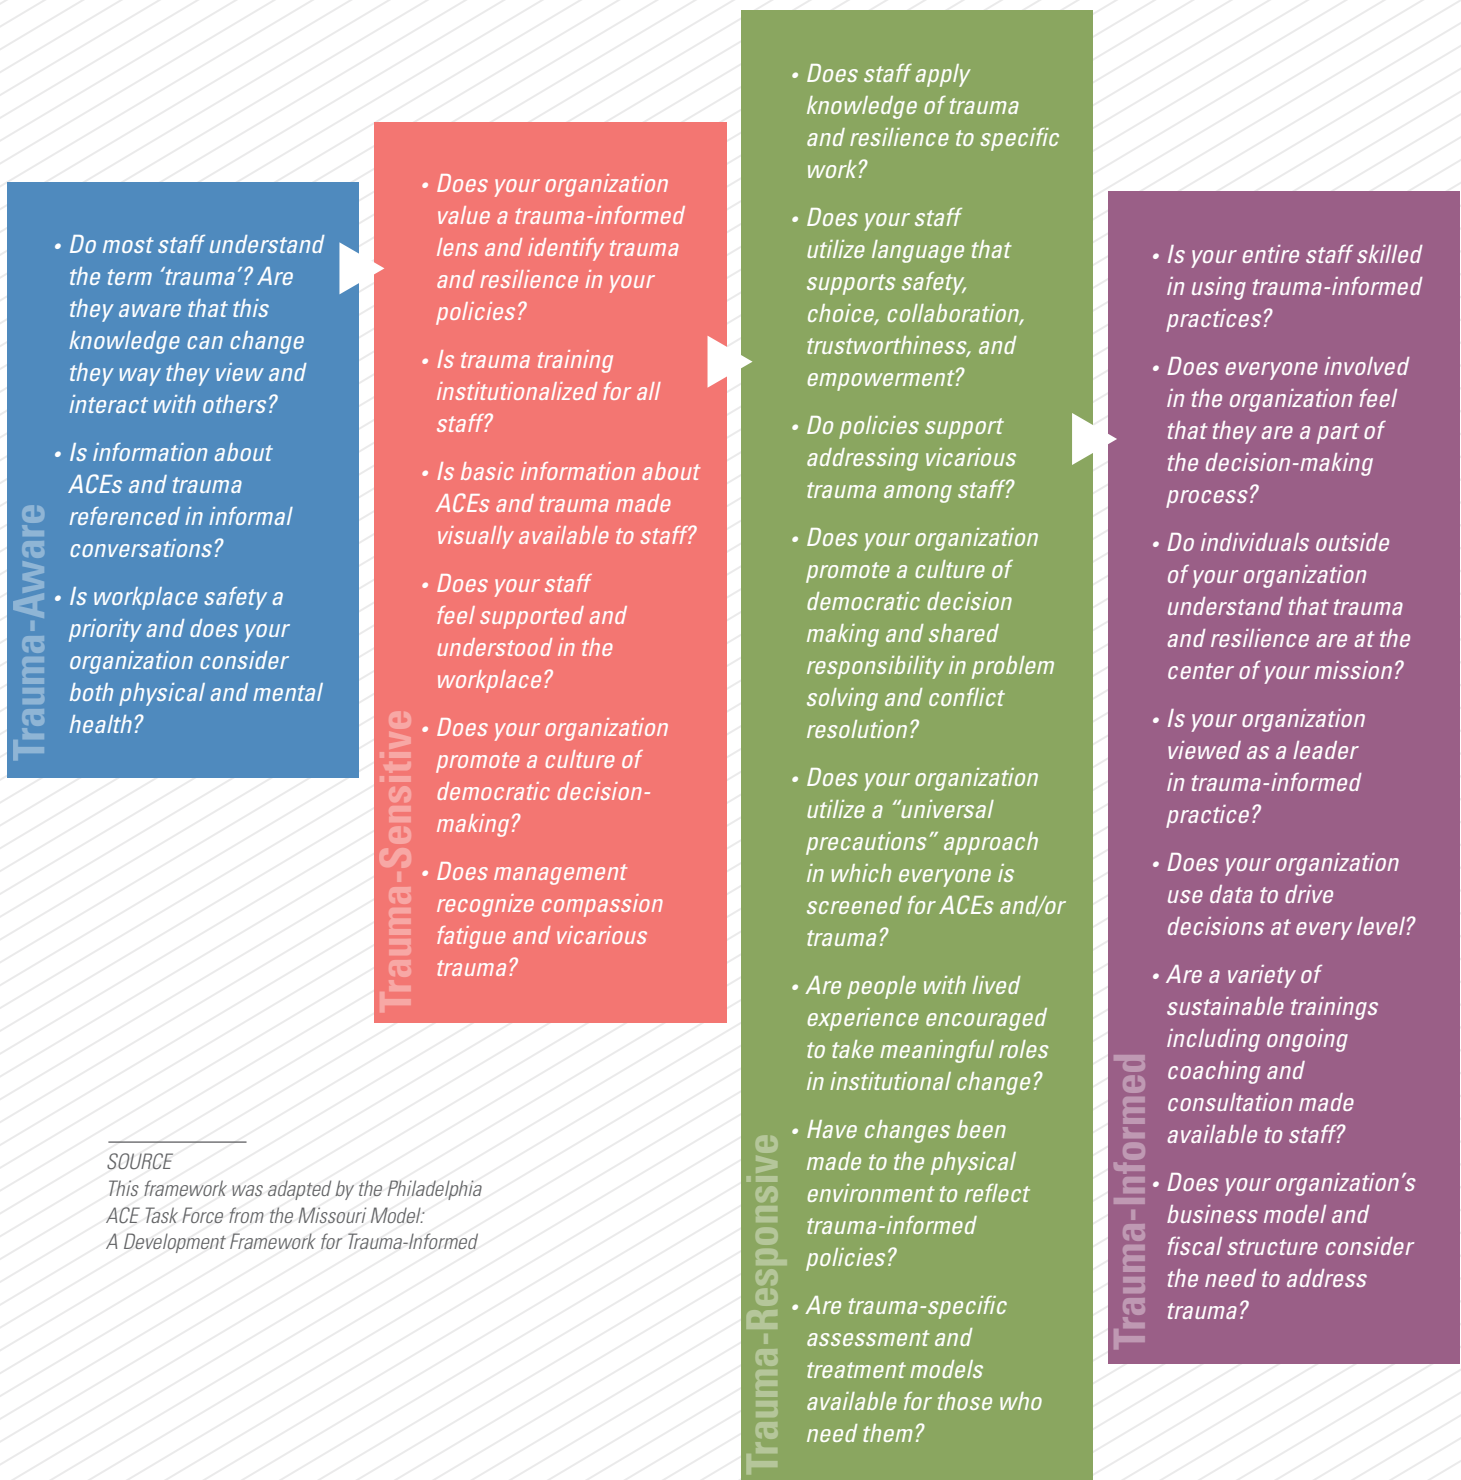 Trauma-Aware
• Do most staff understand
the term ‘trauma’? Are
they aware that this
knowledge can change
they way they view and
interact with others?
• Is information about
ACEs and trauma
referenced in informal
conversations?
• Is workplace safety a
priority and does your
organization consider
both physical and mental
health?
Trauma-Sensitive
• Does your organization
value a trauma-informed
lens and identify trauma
and resilience in your
policies?
• Is trauma training
institutionalized for all
staff?
• Is basic information about
ACEs and trauma made
visually available to staff?
• Does your staff
feel supported and
understood in the
workplace?
• Does your organization
promote a culture of
democratic decision-
making?
• Does management
recognize compassion
fatigue and vicarious
trauma?
Trauma-Responsive
• Does staff apply
knowledge of trauma
and resilience to specific
work?
• Does your staff
utilize language that
supports safety,
choice, collaboration,
trustworthiness, and
empowerment?
• Do policies support
addressing vicarious
trauma among staff?
• Does your organization
promote a culture of
democratic decision
making and shared
responsibility in problem
solving and conflict
resolution?
• Does your organization
utilize a “universal
precautions” approach
in which everyone is
screened for ACEs and/or
trauma?
• Are people with lived
experience encouraged
to take meaningful roles
in institutional change?
• Have changes been
made to the physical
environment to reflect
trauma-informed
policies?
• Are trauma-specific
assessment and
treatment models
available for those who
need them?
Trauma-Informed
• Is your entire staff skilled
in using trauma-informed
practices?
• Does everyone involved
in the organization feel
that they are a part of
the decision-making
process?
• Do individuals outside
of your organization
understand that trauma
and resilience are at the
center of your mission?
• Is your organization
viewed as a leader
in trauma-informed
practice?
• Does your organization
use data to drive
decisions at every level?
• Are a variety of
sustainable trainings
including ongoing
coaching and
consultation made
available to staff?
• Does your organization’s
business model and
fiscal structure consider
the need to address
trauma?
SOURCE
This framework was adapted by the Philadelphia
ACE Task Force from the Missouri Model:
A Development Framework for Trauma-Informed